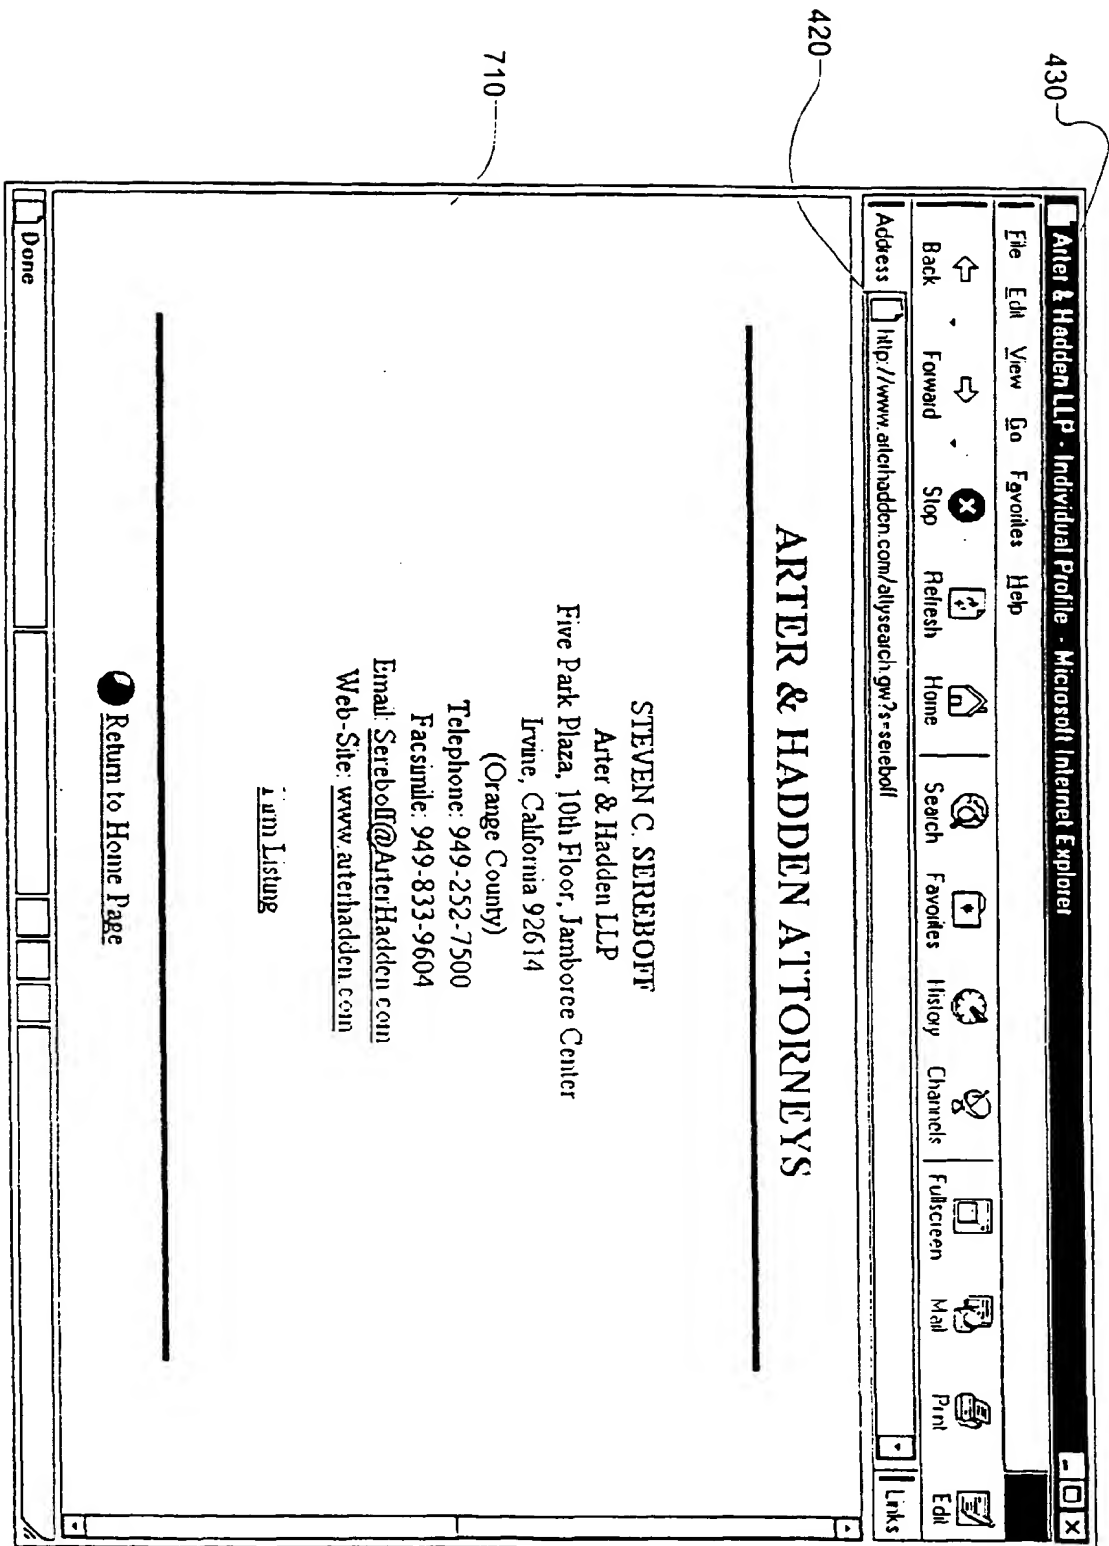 430
Arter & Hadden LLP - Individual Profile - Microsoft Internet Explorer
File Edit View Go Favorites Help
Back Forward Stop Refresh Home Search Favorites History Channels Fullscreen Mail Print Edit
420
Address http://www.arterhadden.com/attysearch.gw?s=sereboff Links
ARTER & HADDEN ATTORNEYS
710
STEVEN C. SEREBOFF
Arter & Hadden LLP
Five Park Plaza, 10th Floor, Jamboree Center
Irvine, California 92614
(Orange County)
Telephone: 949-252-7500
Facsimile: 949-833-9604
Email: Sereboff@ArterHadden.com
Web-Site: www.arterhadden.com
Firm Listing
Return to Home Page
Done